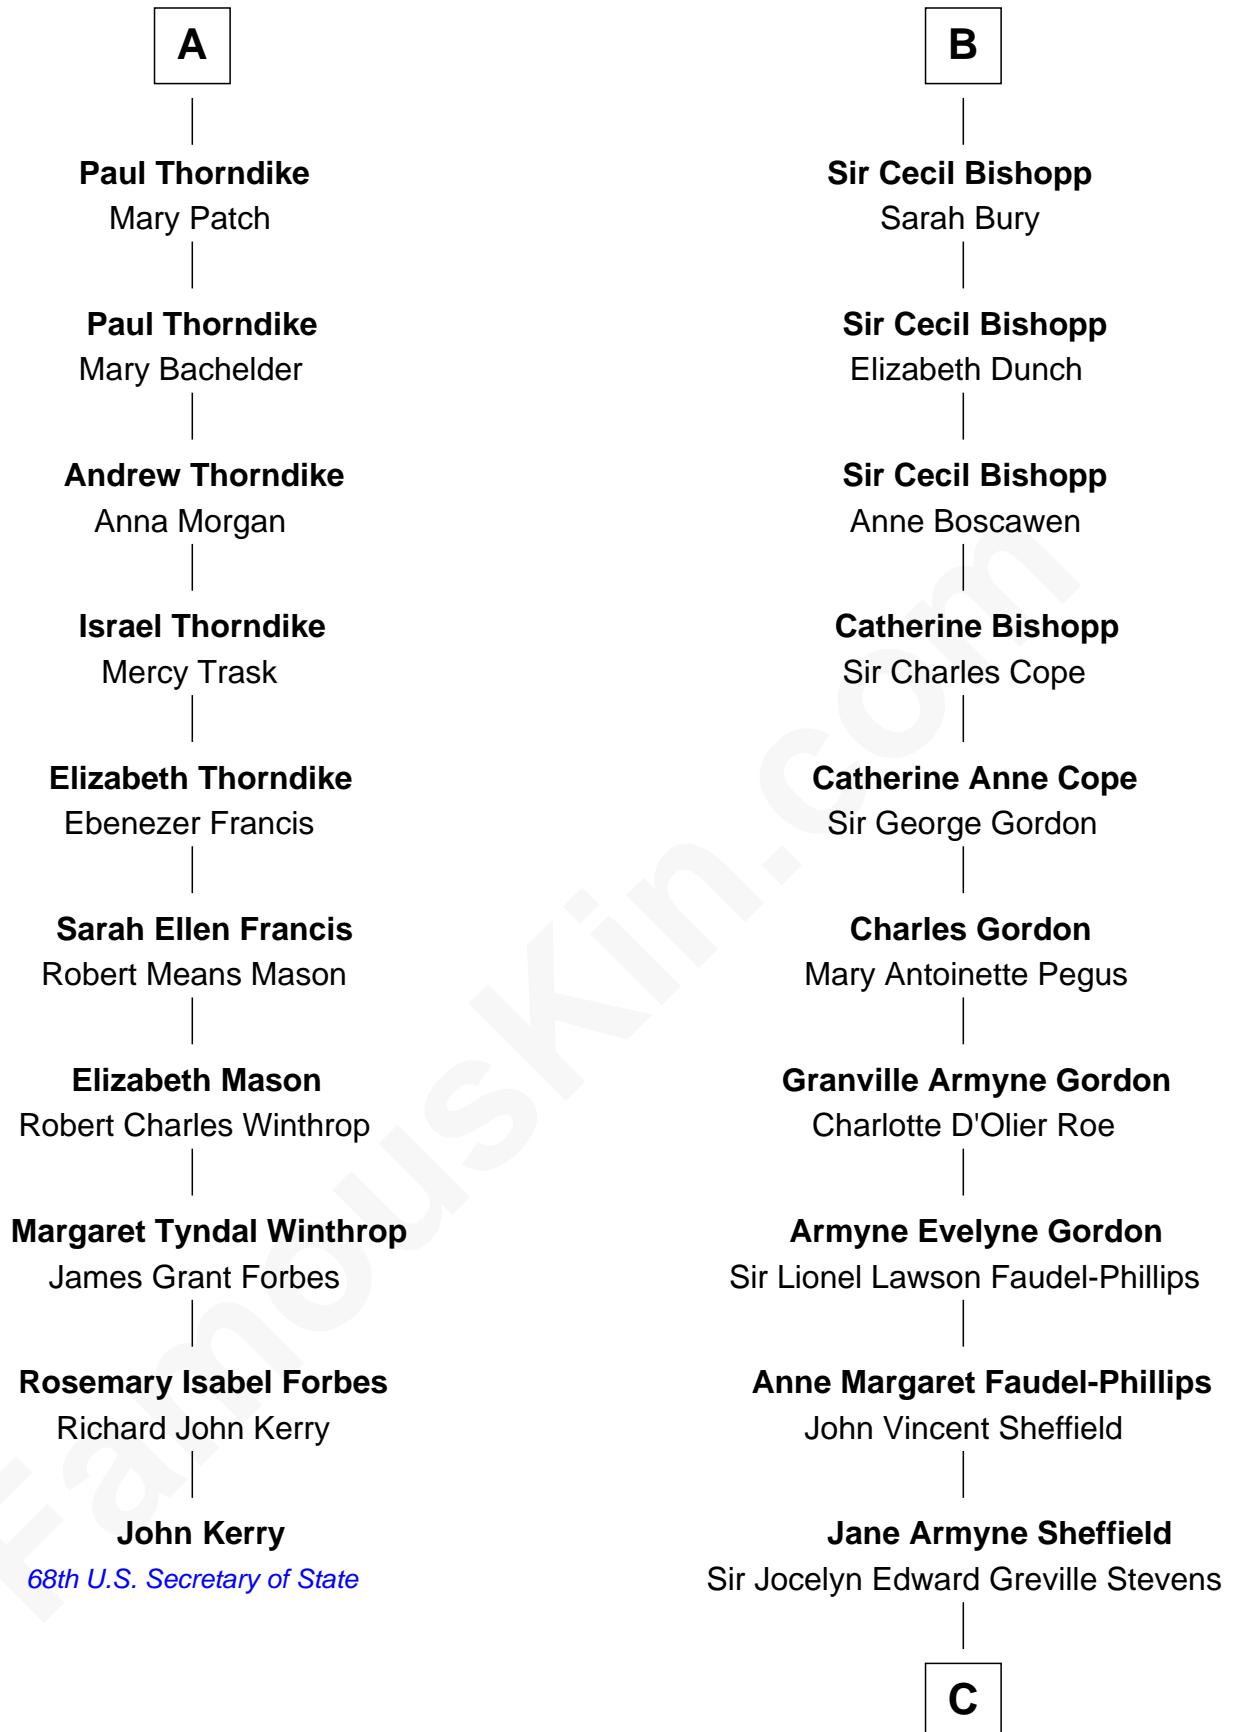 A
Paul Thorndike
Mary Patch
Paul Thorndike
Mary Bachelder
Andrew Thorndike
Anna Morgan
Israel Thorndike
Mercy Trask
Elizabeth Thorndike
Ebenezer Francis
Sarah Ellen Francis
Robert Means Mason
Elizabeth Mason
Robert Charles Winthrop
Margaret Tyndal Winthrop
James Grant Forbes
Rosemary Isabel Forbes
Richard John Kerry
John Kerry
68th U.S. Secretary of State
B
Sir Cecil Bishopp
Sarah Bury
Sir Cecil Bishopp
Elizabeth Dunch
Sir Cecil Bishopp
Anne Boscawen
Catherine Bishopp
Sir Charles Cope
Catherine Anne Cope
Sir George Gordon
Charles Gordon
Mary Antoinette Pegus
Granville Armyne Gordon
Charlotte D'Olier Roe
Armyne Evelyne Gordon
Sir Lionel Lawson Faudel-Phillips
Anne Margaret Faudel-Phillips
John Vincent Sheffield
Jane Armyne Sheffield
Sir Jocelyn Edward Greville Stevens
C
FamousKin.com